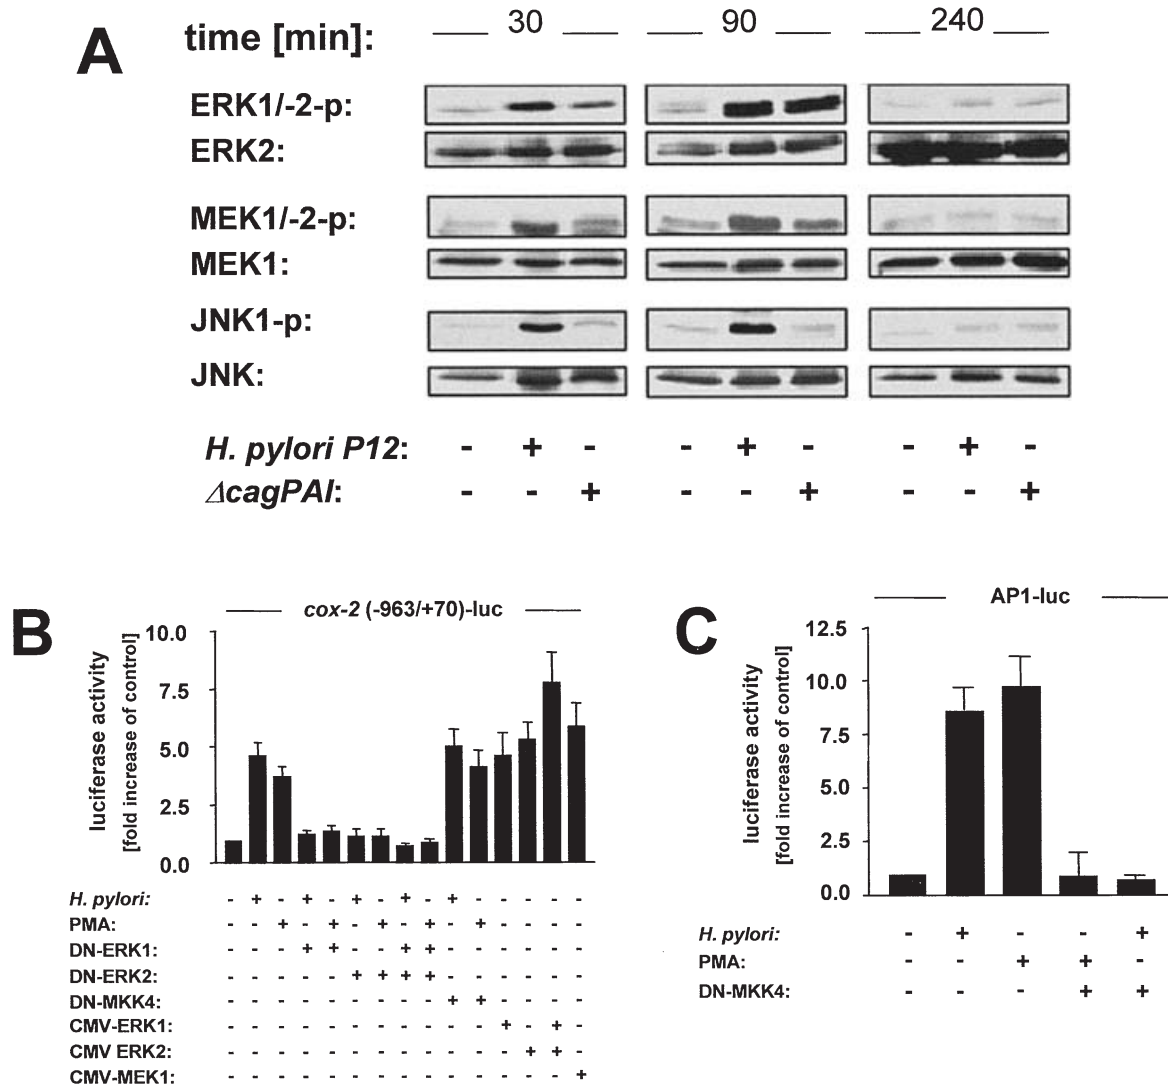 A
time [min]: 30 90 240
ERK1/-2-p:
ERK2:
MEK1/-2-p:
MEK1:
JNK1-p:
JNK:
H. pylori P12: - + - - + - - + -
ΔcagPAI: - - + - - + - - +
B
cox-2 (-963/+70)-luc
luciferase activity
[fold increase of control]
10.0
7.5
5.0
2.5
0.0
H. pylori: - + - + - + - + - + - - - - -
PMA: - - + - + - + - + - + - - - -
DN-ERK1: - - - + + - - + + - - - - - -
DN-ERK2: - - - - - + + + + - - - - - -
DN-MKK4: - - - - - - - - - + + - - - -
CMV-ERK1: - - - - - - - - - - - + - + -
CMV ERK2: - - - - - - - - - - - - + + -
CMV-MEK1: - - - - - - - - - - - - - - +
C
AP1-luc
luciferase activity
[fold increase of control]
12.5
10.0
7.5
5.0
2.5
0.0
H. pylori: - + - - +
PMA: - - + + -
DN-MKK4: - - - + +